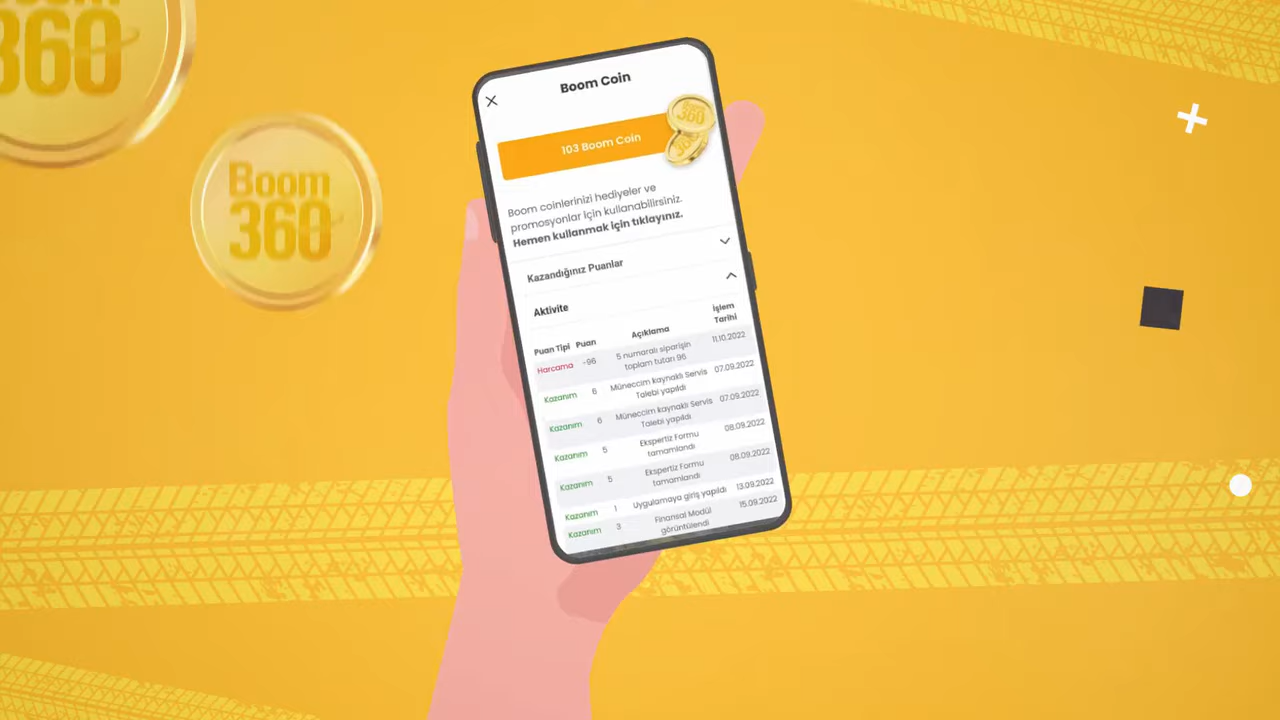 Boom
360
Boom
360
Boom Coin
103 Boom Coin
360
Boom coinlerinizi hediyeler ve
promosyonlar için kullanabilirsiniz.
Hemen kullanmak için tıklayınız.
Kazandığınız Puanlar
Aktivite
Puan Tipi Puan Açıklama İşlem
Tarihi
Harcama -96 5 numaralı siparişin
toplam tutarı 96 11.10.2022
Kazanım 6 Müneccim kaynaklı Servis
Talebi yapıldı 07.09.2022
Kazanım 6 Müneccim kaynaklı Servis
Talebi yapıldı 07.09.2022
Kazanım 5 Ekspertiz Formu
tamamlandı 08.09.2022
Kazanım 5 Ekspertiz Formu
tamamlandı 08.09.2022
Kazanım 1 Uygulamaya giriş yapıldı 13.09.2022
Kazanım 3 Finansal Modül
görüntülendi 15.09.2022